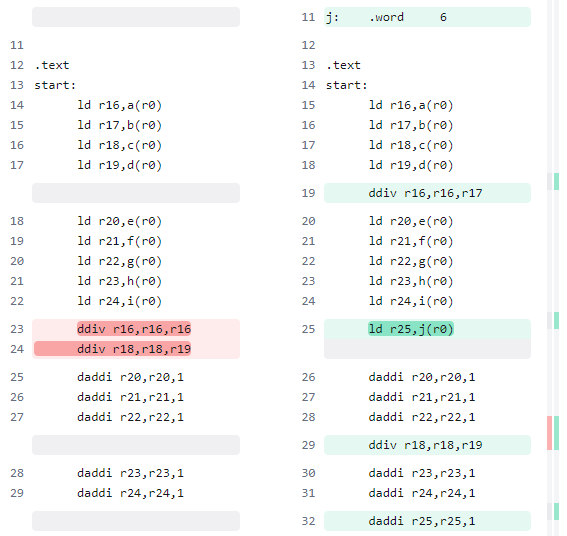 11 j: .word 6
11
12 .text
13 start:
14 ld r16,a(r0)
15 ld r17,b(r0)
16 ld r18,c(r0)
17 ld r19,d(r0)
18 ld r20,e(r0)
19 ld r21,f(r0)
20 ld r22,g(r0)
21 ld r23,h(r0)
22 ld r24,i(r0)
23 ddiv r16,r16,r16
24 ddiv r18,r18,r19
25 daddi r20,r20,1
26 daddi r21,r21,1
27 daddi r22,r22,1
28 daddi r23,r23,1
29 daddi r24,r24,1
12
13 .text
14 start:
15 ld r16,a(r0)
16 ld r17,b(r0)
17 ld r18,c(r0)
18 ld r19,d(r0)
19 ddiv r16,r16,r17
20 ld r20,e(r0)
21 ld r21,f(r0)
22 ld r22,g(r0)
23 ld r23,h(r0)
24 ld r24,i(r0)
25 ld r25,j(r0)
26 daddi r20,r20,1
27 daddi r21,r21,1
28 daddi r22,r22,1
29 ddiv r18,r18,r19
30 daddi r23,r23,1
31 daddi r24,r24,1
32 daddi r25,r25,1